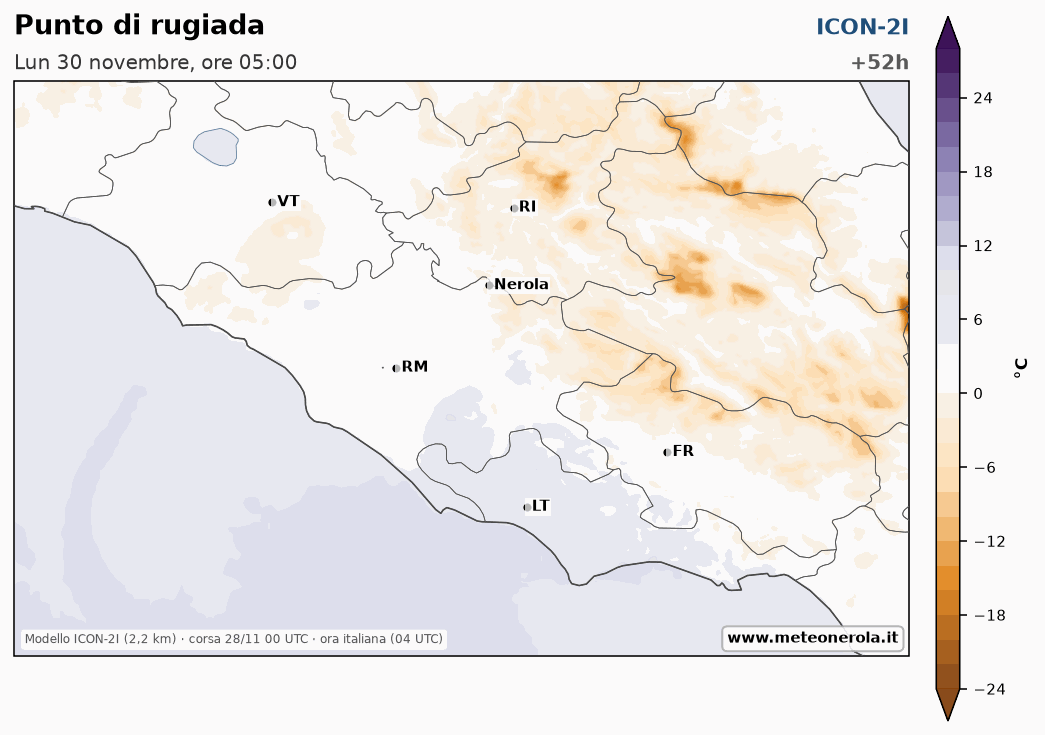 Punto di rugiada
ICON-2I
Lun 30 novembre, ore 05:00
+52h
VT
RI
Nerola
RM
FR
LT
Modello ICON-2I (2,2 km) · corsa 28/11 00 UTC · ora italiana (04 UTC)
www.meteonerola.it
24
18
12
6
0
−6
−12
−18
−24
°C